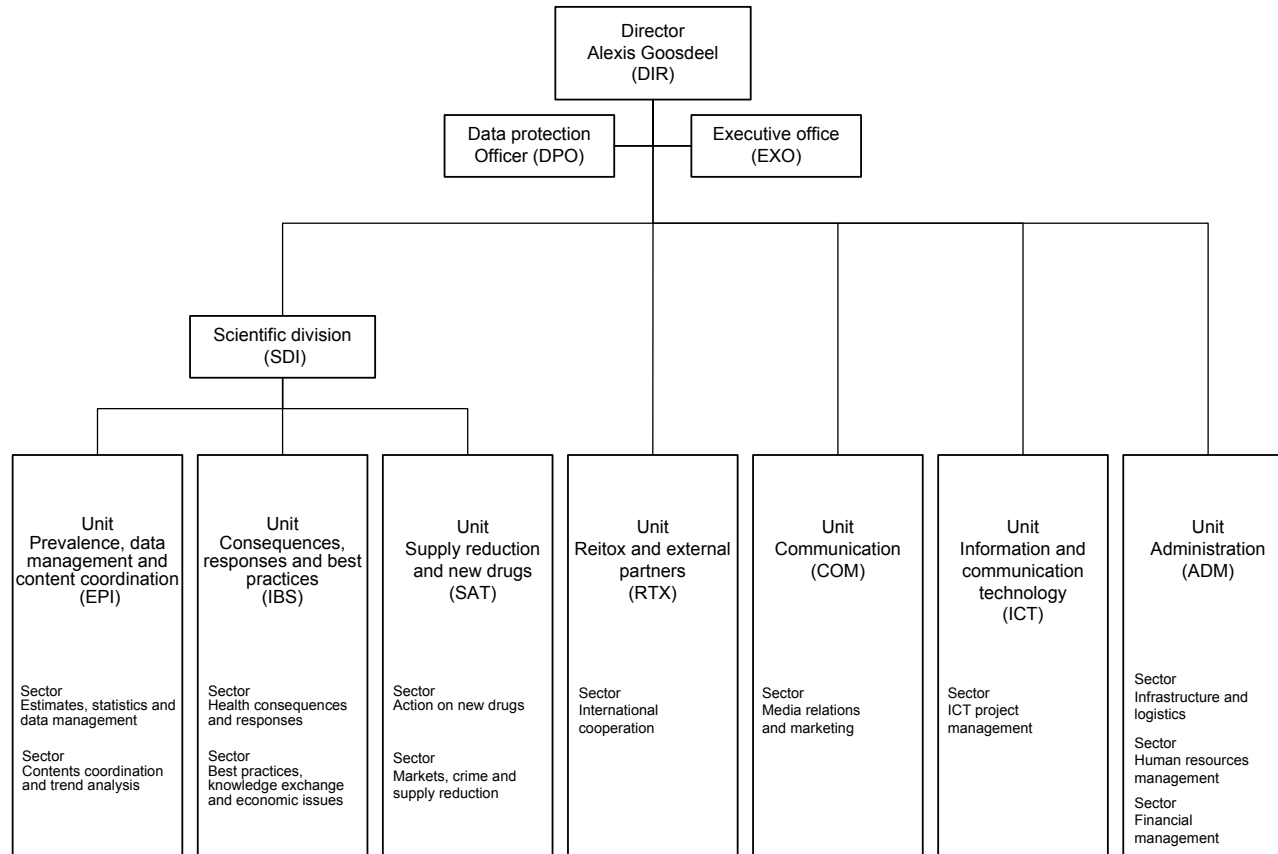 Director
Alexis Goosdeel
(DIR)
Data protection
Officer (DPO)
Executive office
(EXO)
Scientific division
(SDI)
Unit
Prevalence, data
management and
content coordination
(EPI)
Sector
Estimates, statistics and
data management
Sector
Contents coordination
and trend analysis
Unit
Consequences,
responses and best
practices
(IBS)
Sector
Health consequences
and responses
Sector
Best practices,
knowledge exchange
and economic issues
Unit
Supply reduction
and new drugs
(SAT)
Sector
Action on new drugs
Sector
Markets, crime and
supply reduction
Unit
Reitox and external
partners
(RTX)
Sector
International
cooperation
Unit
Communication
(COM)
Sector
Media relations
and marketing
Unit
Information and
communication
technology
(ICT)
Sector
ICT project
management
Unit
Administration
(ADM)
Sector
Infrastructure and
logistics
Sector
Human resources
management
Sector
Financial
management